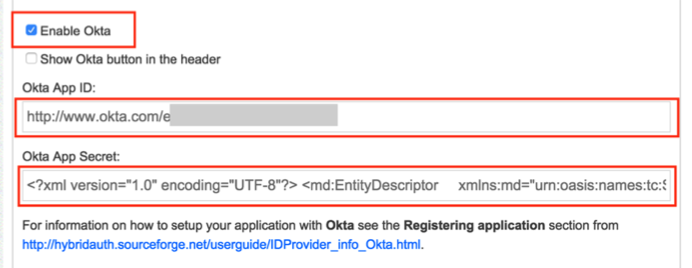 Enable Okta
Show Okta button in the header
Okta App ID:
http://www.okta.com/e
Okta App Secret:
<?xml version="1.0" encoding="UTF-8"?> <md:EntityDescriptor xmlns:md="urn:oasis:names:tc:S
For information on how to setup your application with Okta see the Registering application section from
http://hybridauth.sourceforge.net/userguide/IDProvider_info_Okta.html.